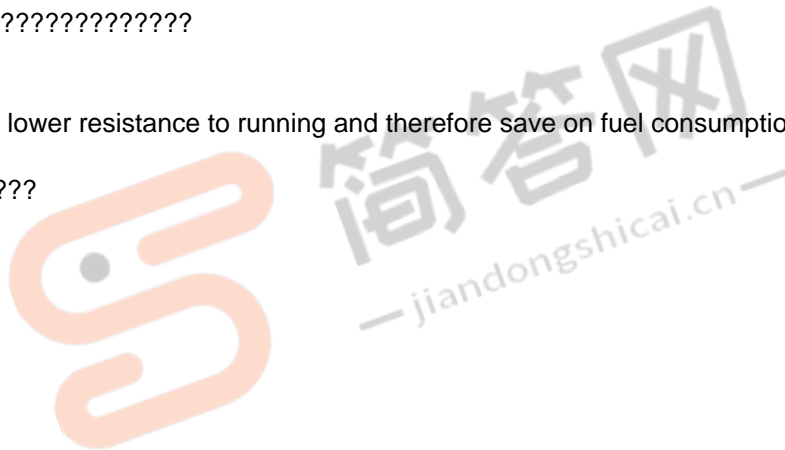 ?????????????
lower resistance to running and therefore save on fuel consumptio
???
简答网
— jiandongshicai.cn —